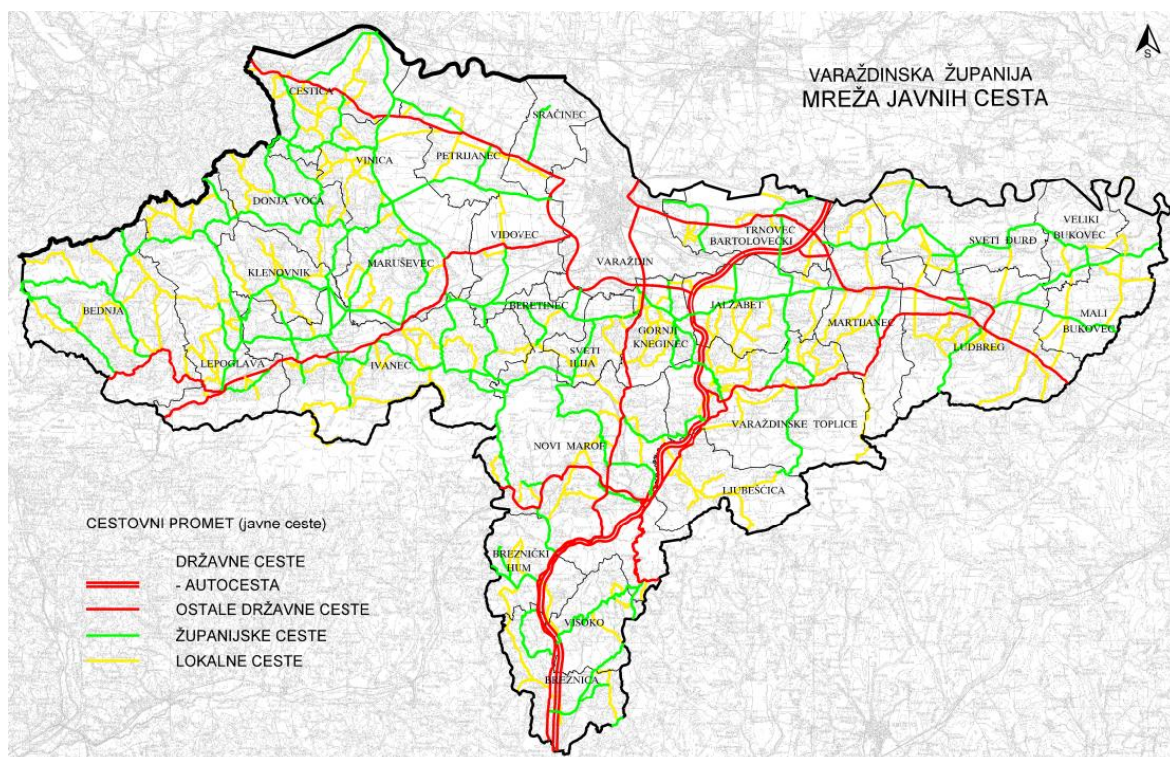 VARAŽDINSKA ŽUPANIJA
MREŽA JAVNIH CESTA
S
CESTICA
SRAČINEC
VINICA
PETRIJANEC
DONJA VOĆA
VIDOVEC
TRNOVEC
BARTOLOVEČKI
VELIKI
BUKOVEC
SVETI ĐURĐ
KLENOVNIK
MARUŠEVEC
VARAŽDIN
BEDNJA
BERETINEC
JALŽABET
GORNJI
KNEGINEC
MARTIJANEC
MALI
BUKOVEC
LUDBREG
LEPOGLAVA
IVANEC
SVETI
ILIJA
VARAŽDINSKE TOPLICE
NOVI MAROF
LJUBEŠĆICA
BREZNIČKI
HUM
VISOKO
BREZNICA
CESTOVNI PROMET (javne ceste)
DRŽAVNE CESTE
- AUTOCESTA
OSTALE DRŽAVNE CESTE
ŽUPANIJSKE CESTE
LOKALNE CESTE